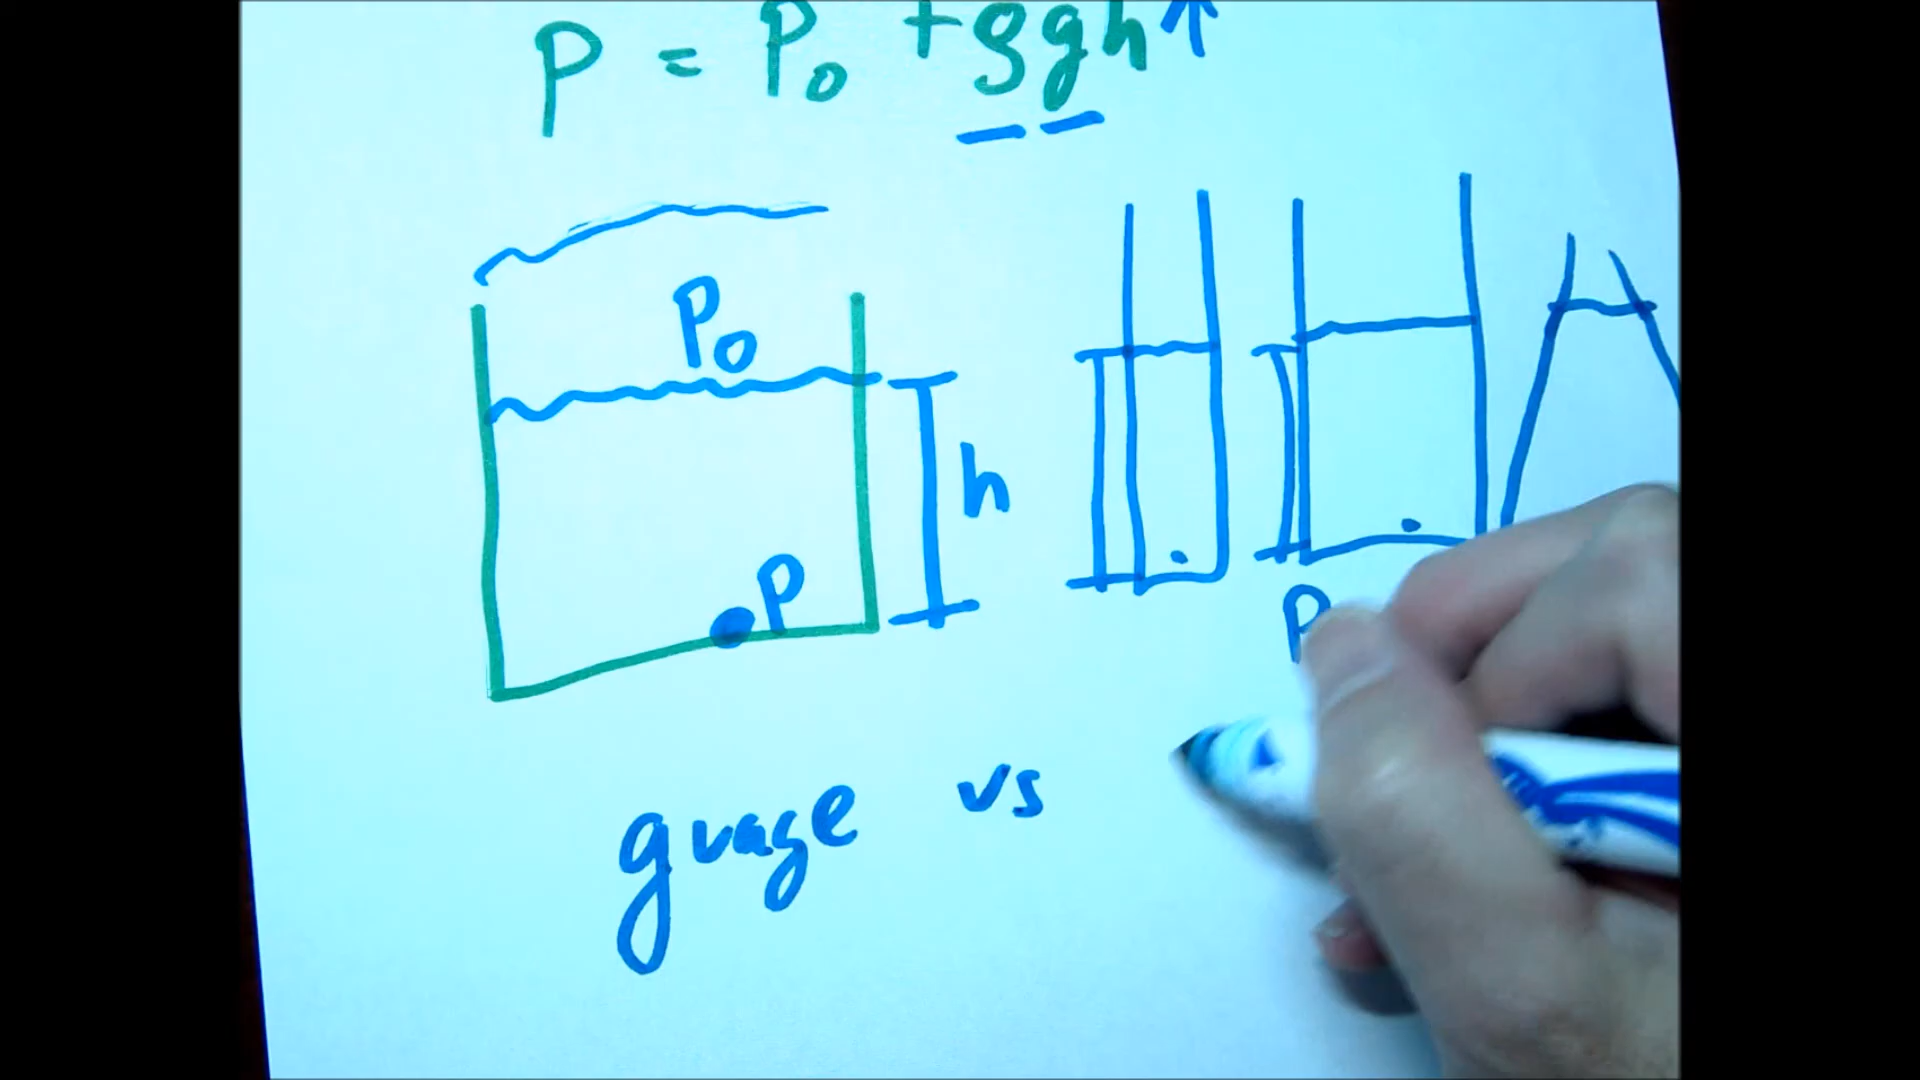 P = P₀ + ρgh ↑
P₀
h
P
P
guage vs